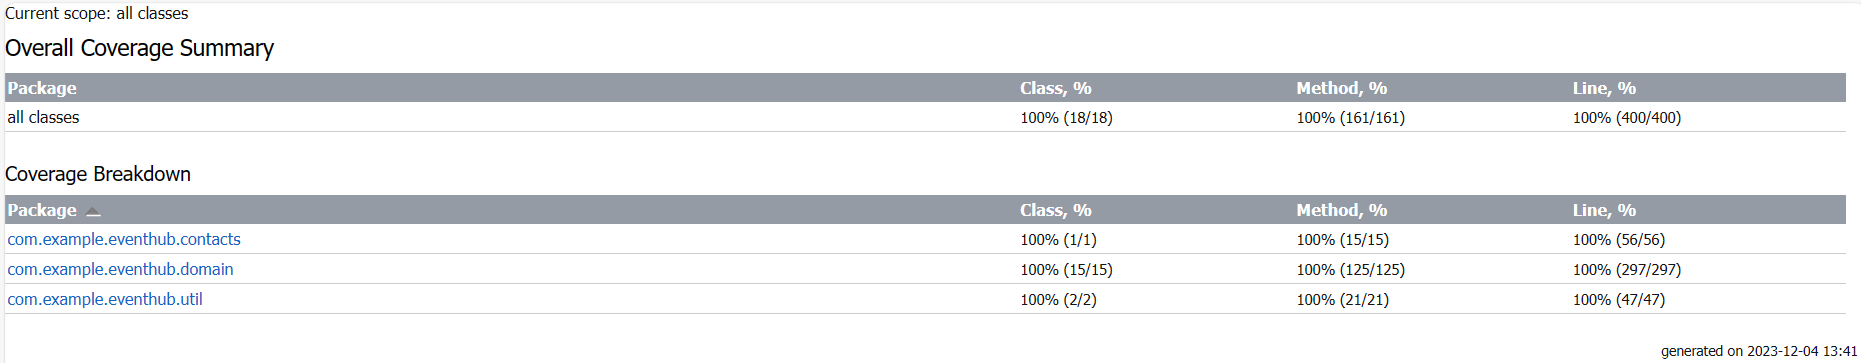 Current scope: all classes
Overall Coverage Summary
Package Class, % Method, % Line, %
all classes 100% (18/18) 100% (161/161) 100% (400/400)
Coverage Breakdown
Package Class, % Method, % Line, %
com.example.eventhub.contacts 100% (1/1) 100% (15/15) 100% (56/56)
com.example.eventhub.domain 100% (15/15) 100% (125/125) 100% (297/297)
com.example.eventhub.util 100% (2/2) 100% (21/21) 100% (47/47)
generated on 2023-12-04 13:41